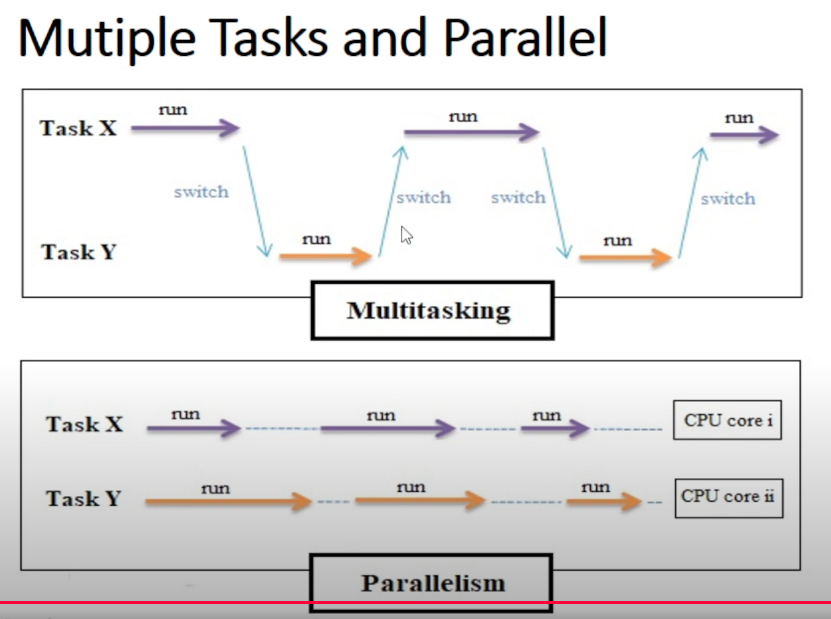 Mutiple Tasks and Parallel
run run run
Task X
switch switch switch switch
run run
Task Y
Multitasking
run run run
Task X CPU core i
run run run
Task Y CPU core ii
Parallelism